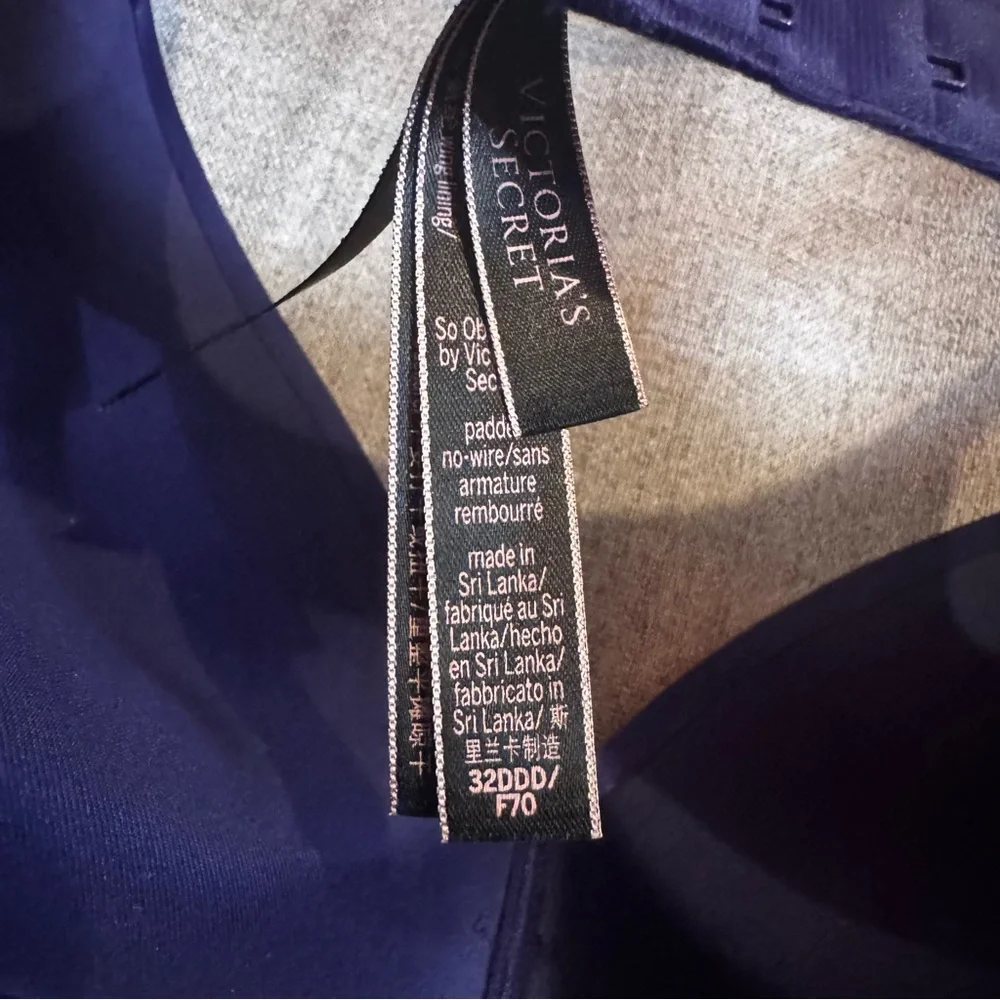 VICTORIA'S
SECRET
lining/
So Ob
by Vic
Sec
padde
no-wire/sans
armature
rembourré
made in
Sri Lanka/
fabriqué au Sri
Lanka/hecho
en Sri Lanka/
fabbricato in
Sri Lanka/ 斯
里兰卡制造
32DDD/
F70